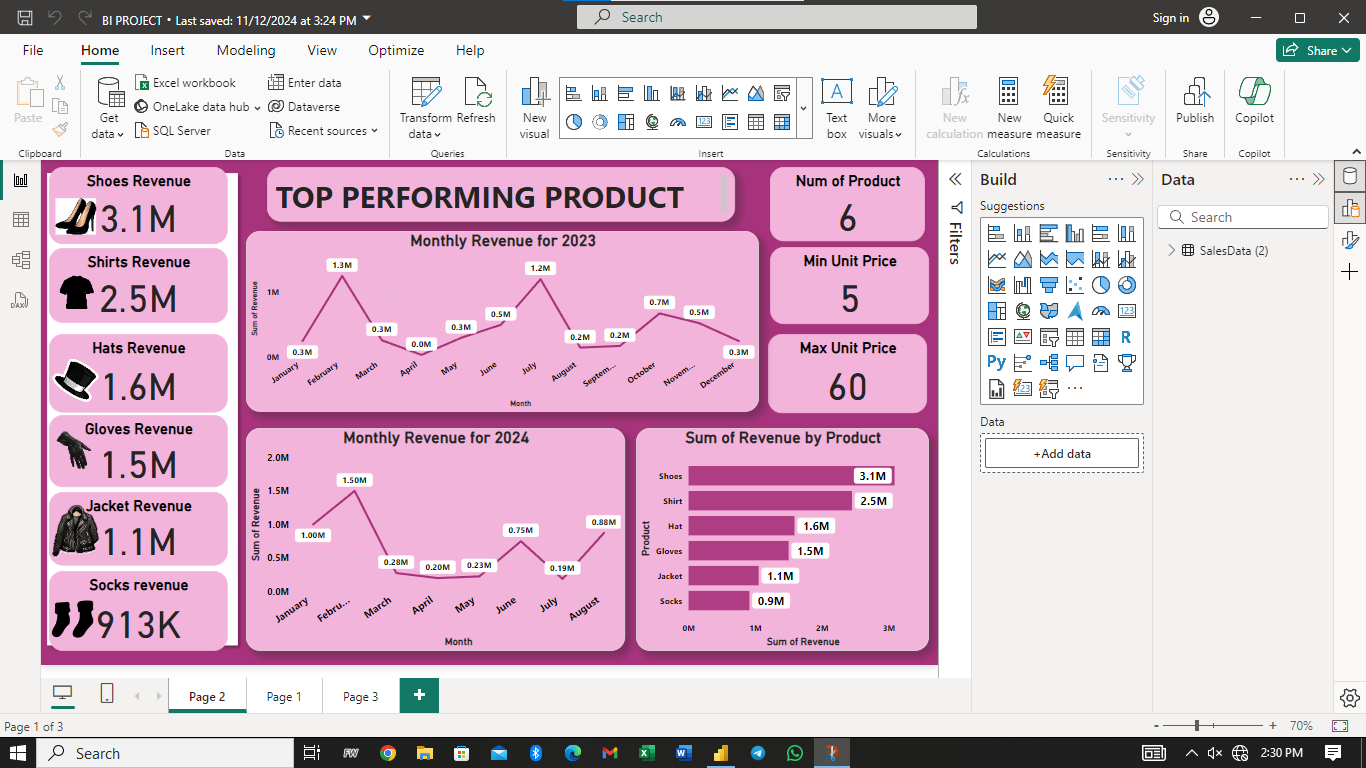 BI PROJECT • Last saved: 11/12/2024 at 3:24 PM
Search
Sign in
File
Home
Insert
Modeling
View
Optimize
Help
Share
Paste
Clipboard
Get data
Excel workbook
OneLake data hub
SQL Server
Enter data
Dataverse
Recent sources
Data
Transform data
Refresh
Queries
New visual
Text box
More visuals
Insert
New calculation
New measure
Quick measure
Calculations
Sensitivity
Sensitivity
Publish
Share
Copilot
Copilot
DAX
Shoes Revenue
3.1M
Shirts Revenue
2.5M
Hats Revenue
1.6M
Gloves Revenue
1.5M
Jacket Revenue
1.1M
Socks revenue
913K
TOP PERFORMING PRODUCT
Num of Product
6
Min Unit Price
5
Max Unit Price
60
Monthly Revenue for 2023
Sum of Revenue
1M
0M
0.3M
1.3M
0.3M
0.0M
0.3M
0.5M
1.2M
0.2M
0.2M
0.7M
0.5M
0.3M
January
February
March
April
May
June
July
August
Septem...
October
Novem...
December
Month
Monthly Revenue for 2024
Sum of Revenue
2.0M
1.5M
1.0M
0.5M
0.0M
1.00M
1.50M
0.28M
0.20M
0.23M
0.75M
0.19M
0.88M
January
Febru...
March
April
May
June
July
August
Month
Sum of Revenue by Product
Product
Shoes 3.1M
Shirt 2.5M
Hat 1.6M
Gloves 1.5M
Jacket 1.1M
Socks 0.9M
0M 1M 2M 3M
Sum of Revenue
Filters
Build
Suggestions
123
R
Py
123
Data
+Add data
Data
Search
SalesData (2)
Page 2
Page 1
Page 3
+
Page 1 of 3
- + 70%
Search
FW
2:30 PM